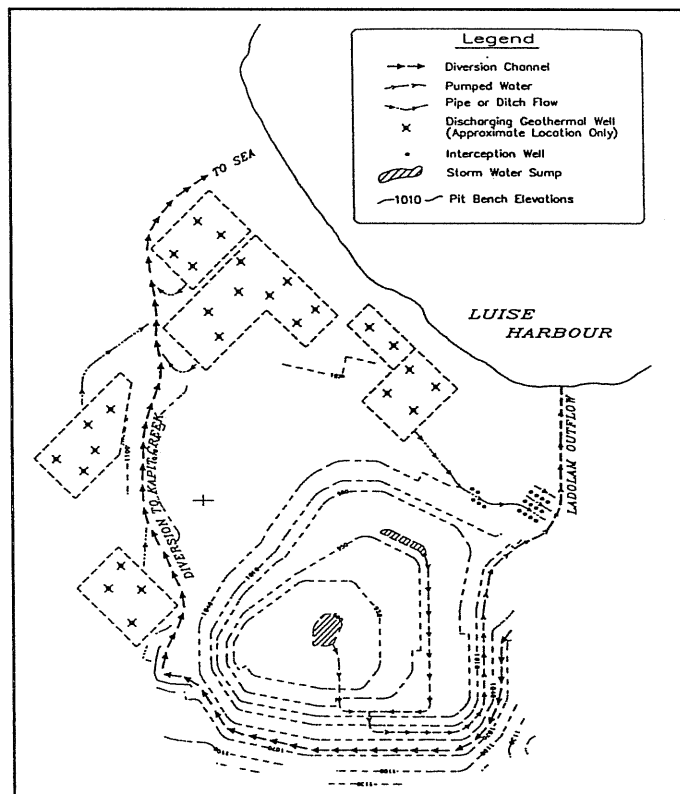 Legend
Diversion Channel
Pumped Water
Pipe or Ditch Flow
Discharging Geothermal Well
(Approximate Location Only)
Interception Well
Storm Water Sump
1010
Pit Bench Elevations
TO SEA
LUISE
HARBOUR
DIVERSION TO KAPIT CREEK
LADOLAM OUTFLOW